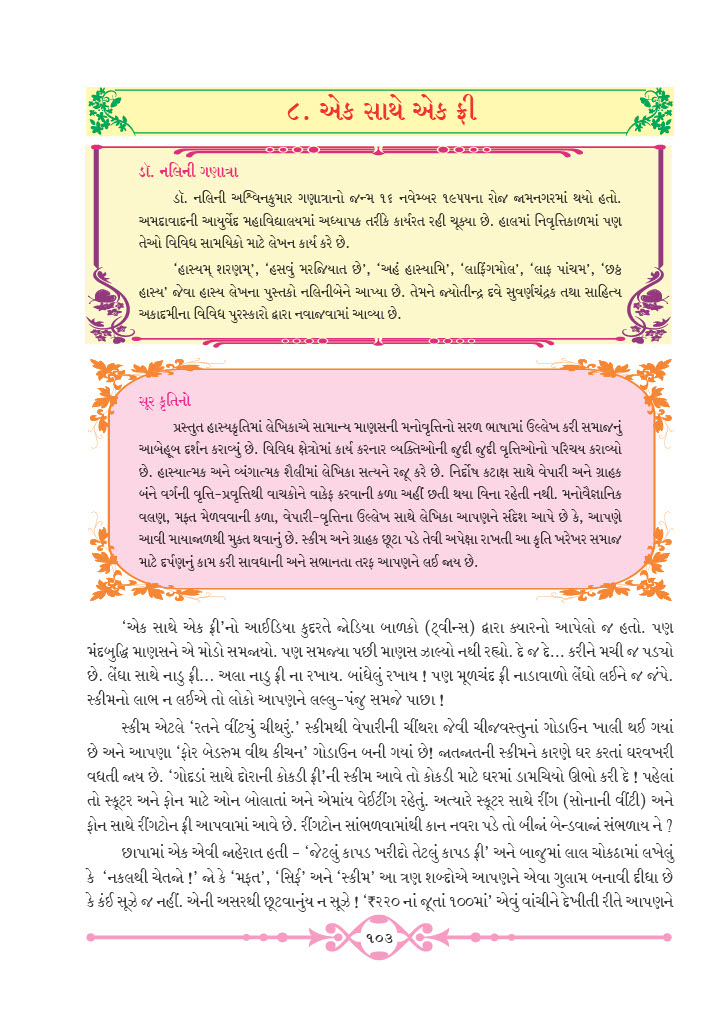 ૮. એક સાથે એક ફ્રી
ડૉ. નલિની ગણાત્રા
ડૉ. નલિની અશ્વિનકુમાર ગણાત્રાનો જન્મ ૧૬ નવેમ્બર ૧૯૫૫ના રોજ જામનગરમાં થયો હતો.
અમદાવાદની આયુર્વેદ મહાવિદ્યાલયમાં અધ્યાપક તરીકે કાર્યરત રહી ચૂક્યા છે. હાલમાં નિવૃત્તિકાળમાં પણ
તેઓ વિવિધ સામયિકો માટે લેખન કાર્ય કરે છે.
‘હાસ્યમ્ શરણમ્’, ‘હસવું મરજિયાત છે’, ‘અહં હાસ્યામિ’, ‘લાફિંગમોલ’, ‘લાફ પાંચમ’, ‘છઠ્ઠ
હાસ્ય’ જેવા હાસ્ય લેખના પુસ્તકો નલિનીબેને આપ્યા છે. તેમને જ્યોતીન્દ્ર દવે સુવર્ણચંદ્રક તથા સાહિત્ય
અકાદમીના વિવિધ પુરસ્કારો દ્વારા નવાજવામાં આવ્યા છે.
સૂર કૃતિનો
પ્રસ્તુત હાસ્યકૃતિમાં લેખિકાએ સામાન્ય માણસની મનોવૃત્તિનો સરળ ભાષામાં ઉલ્લેખ કરી સમાજનું
આબેહૂબ દર્શન કરાવ્યું છે. વિવિધ ક્ષેત્રોમાં કાર્ય કરનાર વ્યક્તિઓની જુદી જુદી વૃત્તિઓનો પરિચય કરાવ્યો
છે. હાસ્યાત્મક અને વ્યંગાત્મક શૈલીમાં લેખિકા સત્યને રજૂ કરે છે. નિર્દોષ કટાક્ષ સાથે વેપારી અને ગ્રાહક
બંને વર્ગની વૃત્તિ-પ્રવૃત્તિથી વાચકોને વાકેફ કરવાની કળા અહીં છતી થયા વિના રહેતી નથી. મનોવૈજ્ઞાનિક
વલણ, મફત મેળવવાની કળા, વેપારી-વૃત્તિના ઉલ્લેખ સાથે લેખિકા આપણને સંદેશ આપે છે કે, આપણે
આવી માયાજાળથી મુક્ત થવાનું છે. સ્કીમ અને ગ્રાહક છૂટા પડે તેવી અપેક્ષા રાખતી આ કૃતિ ખરેખર સમાજ
માટે દર્પણનું કામ કરી સાવધાની અને સભાનતા તરફ આપણને લઈ જાય છે.
‘એક સાથે એક ફ્રી’નો આઈડિયા કુદરતે જોડિયા બાળકો (ટ્વીન્સ) દ્વારા ક્યારનો આપેલો જ હતો. પણ
મંદબુદ્ધિ માણસને એ મોડો સમજાયો. પણ સમજ્યા પછી માણસ ઝાલ્યો નથી રહ્યો. દે જ દે... કરીને મચી જ પડ્યો
છે. લેંઘા સાથે નાડુ ફ્રી... અલા નાડુ ફ્રી ના રખાય. બાંધેલું રખાય ! પણ મૂળચંદ ફ્રી નાડાવાળો લેંઘો લઈને જ જંપે.
સ્કીમનો લાભ ન લઈએ તો લોકો આપણને લલ્લુ-પંજુ સમજે પાછા !
સ્કીમ એટલે ‘રતને વીંટ્યું ચીથરું.’ સ્કીમથી વેપારીની ચીંથરા જેવી ચીજવસ્તુનાં ગોડાઉન ખાલી થઈ ગયાં
છે અને આપણા ‘ફોર બેડરુમ વીથ કીચન’ ગોડાઉન બની ગયાં છે! જાતજાતની સ્કીમને કારણે ઘર કરતાં ઘરવખરી
વધતી જાય છે. ‘ગોદડાં સાથે દોરાની કોકડી ફ્રી’ની સ્કીમ આવે તો કોકડી માટે ઘરમાં ડામચિયો ઊભો કરી દે ! પહેલાં
તો સ્કૂટર અને ફોન માટે ઓન બોલાતાં અને એમાંય વેઈટીંગ રહેતું. અત્યારે સ્કૂટર સાથે રીંગ (સોનાની વીંટી) અને
ફોન સાથે રીંગટોન ફ્રી આપવામાં આવે છે. રીંગટોન સાંભળવામાંથી કાન નવરા પડે તો બીજાં બેન્ડવાજાં સંભળાય ને ?
છાપામાં એક એવી જાહેરાત હતી - ‘જેટલું કાપડ ખરીદો તેટલું કાપડ ફ્રી’ અને બાજુમાં લાલ ચોકઠામાં લખેલું
કે ‘નકલથી ચેતજો !’ જો કે ‘મફત’, ‘સિર્ફ’ અને ‘સ્કીમ’ આ ત્રણ શબ્દોએ આપણને એવા ગુલામ બનાવી દીધા છે
કે કંઈ સૂઝે જ નહીં. એની અસરથી છૂટવાનુંય ન સૂઝે ! ‘₹૨૨૦ નાં જૂતાં ૧૦૦માં’ એવું વાંચીને દેખીતી રીતે આપણને
૧૦૩